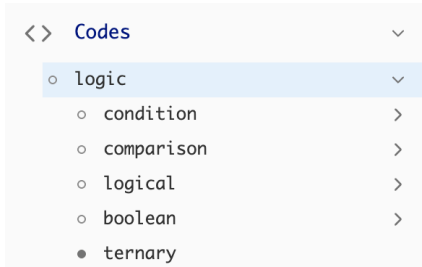 Codes
logic
condition
comparison
logical
boolean
ternary